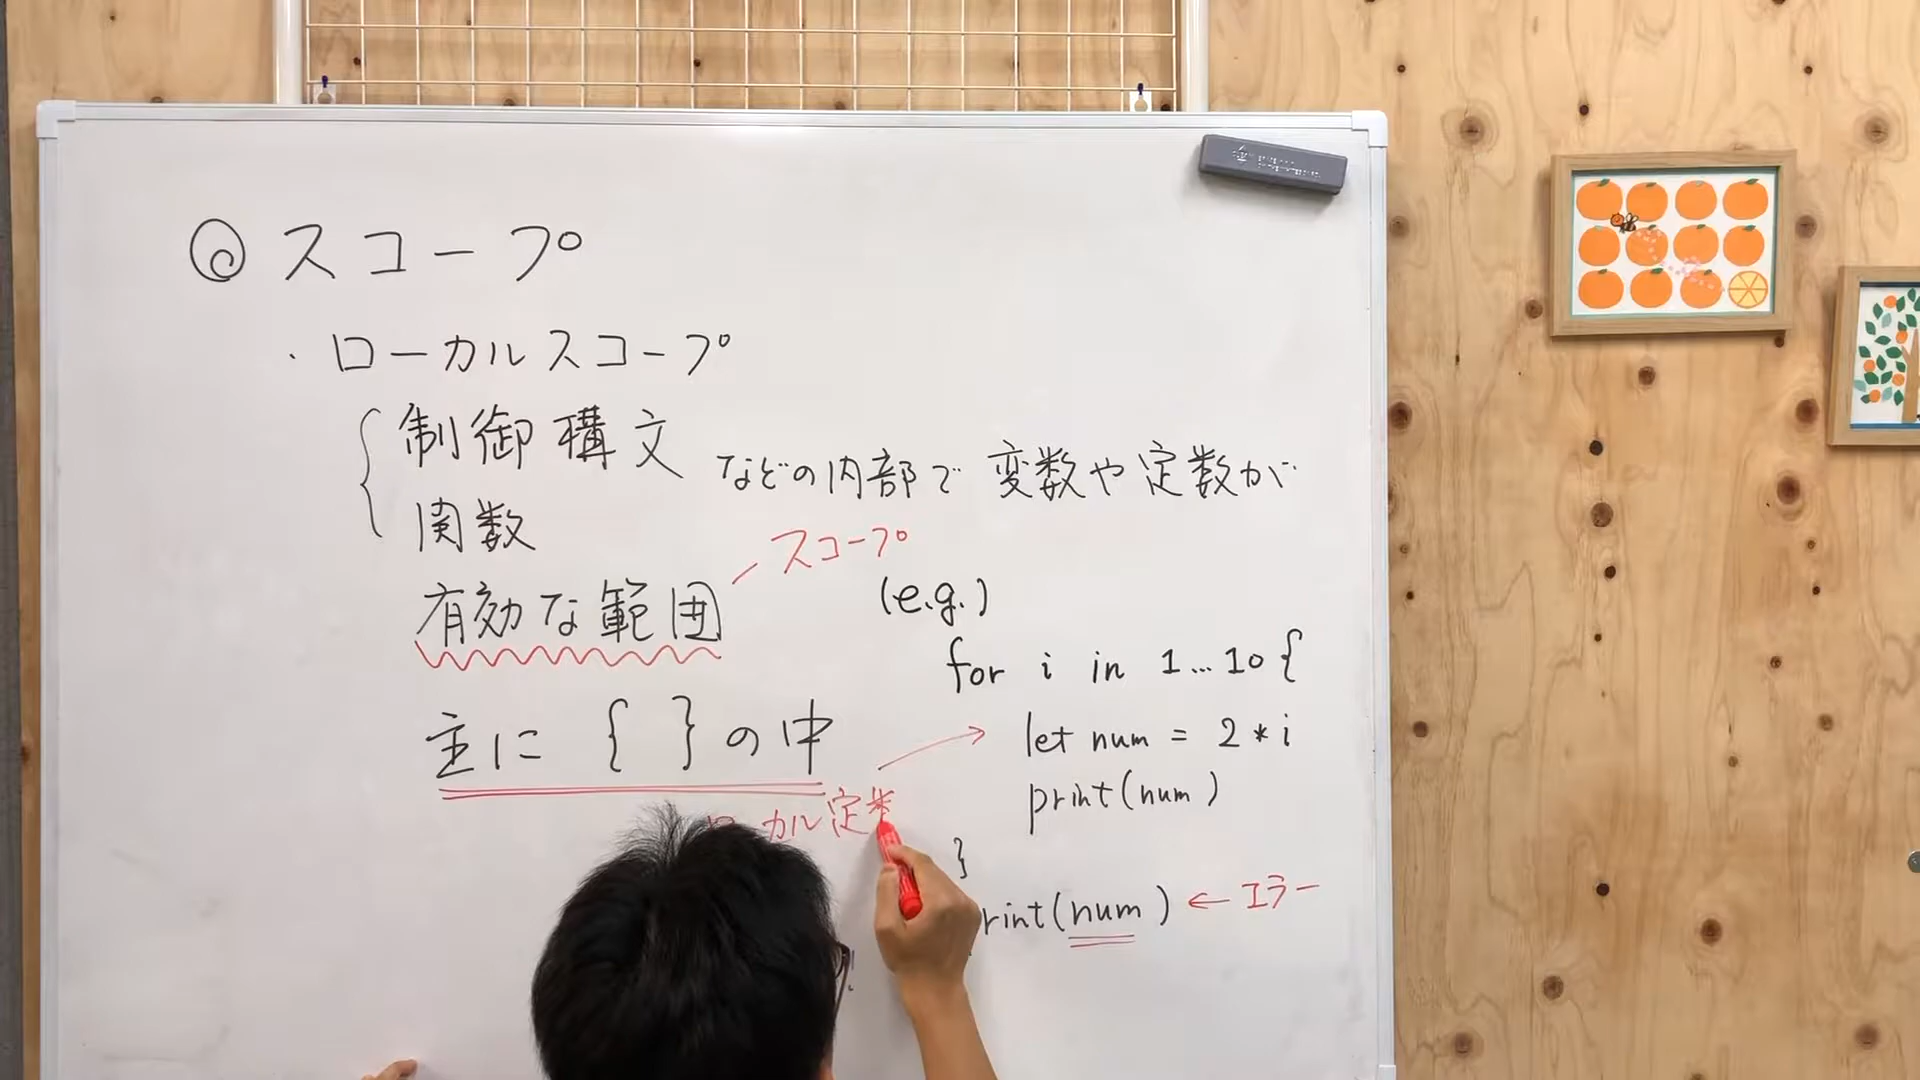 ◎ スコープ
・ローカルスコープ
制御構文
関数
などの内部で 変数や定数が
有効な範囲
スコープ
主に { }の中
カル定
(e.g.)
for i in 1...10 {
let num = 2 * i
print(num)
}
rint(num) ← エラー